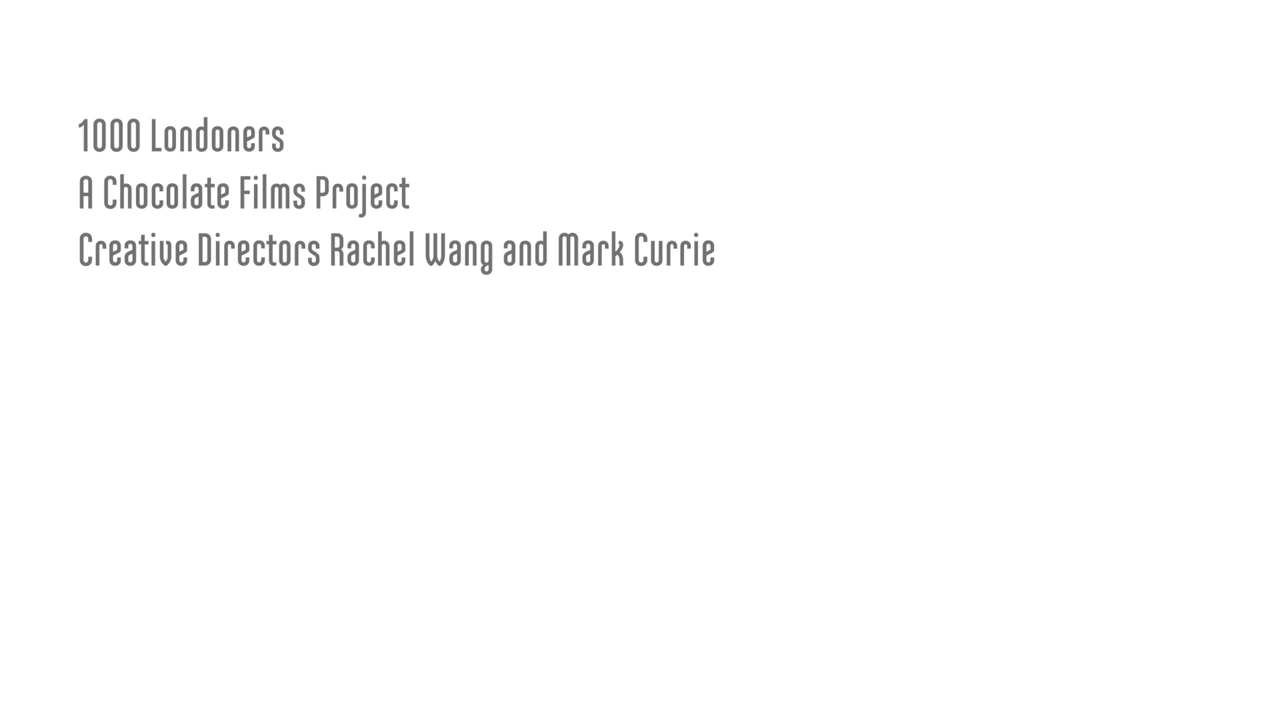 1000 Londoners
A Chocolate Films Project
Creative Directors Rachel Wang and Mark Currie